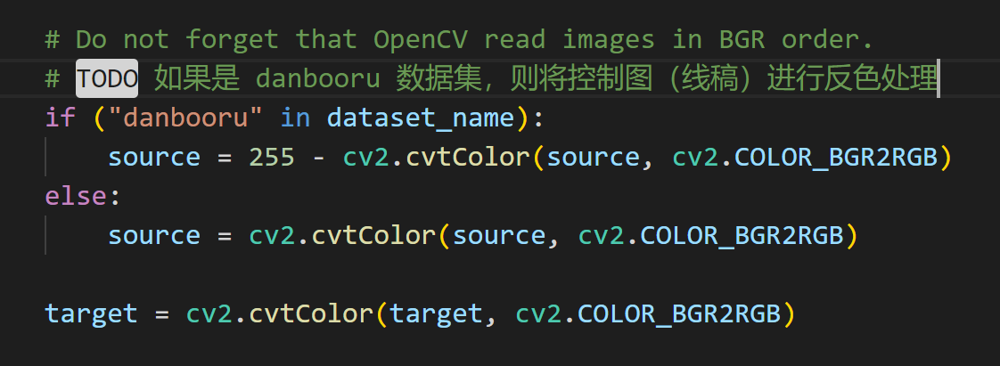 # Do not forget that OpenCV read images in BGR order.
# TODO 如果是 danbooru 数据集，则将控制图（线稿）进行反色处理
if ("danbooru" in dataset_name):
    source = 255 - cv2.cvtColor(source, cv2.COLOR_BGR2RGB)
else:
    source = cv2.cvtColor(source, cv2.COLOR_BGR2RGB)
target = cv2.cvtColor(target, cv2.COLOR_BGR2RGB)